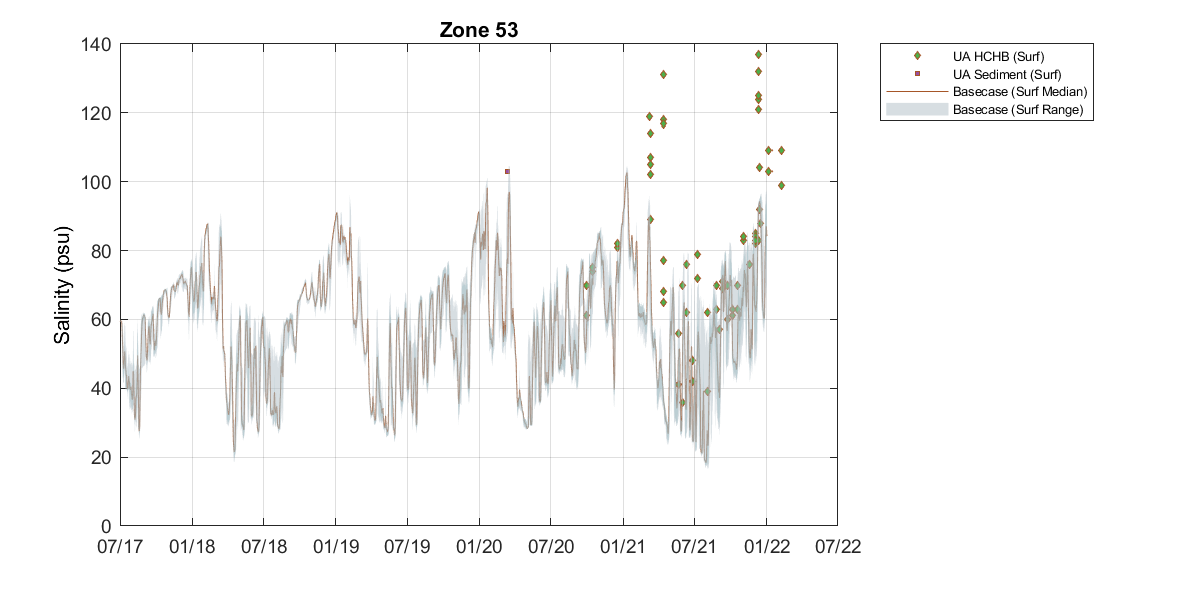 Zone 53
140
120
100
80
60
40
20
0
Salinity (psu)
07/17 01/18 07/18 01/19 07/19 01/20 07/20 01/21 07/21 01/22 07/22
UA HCHB (Surf)
UA Sediment (Surf)
Basecase (Surf Median)
Basecase (Surf Range)